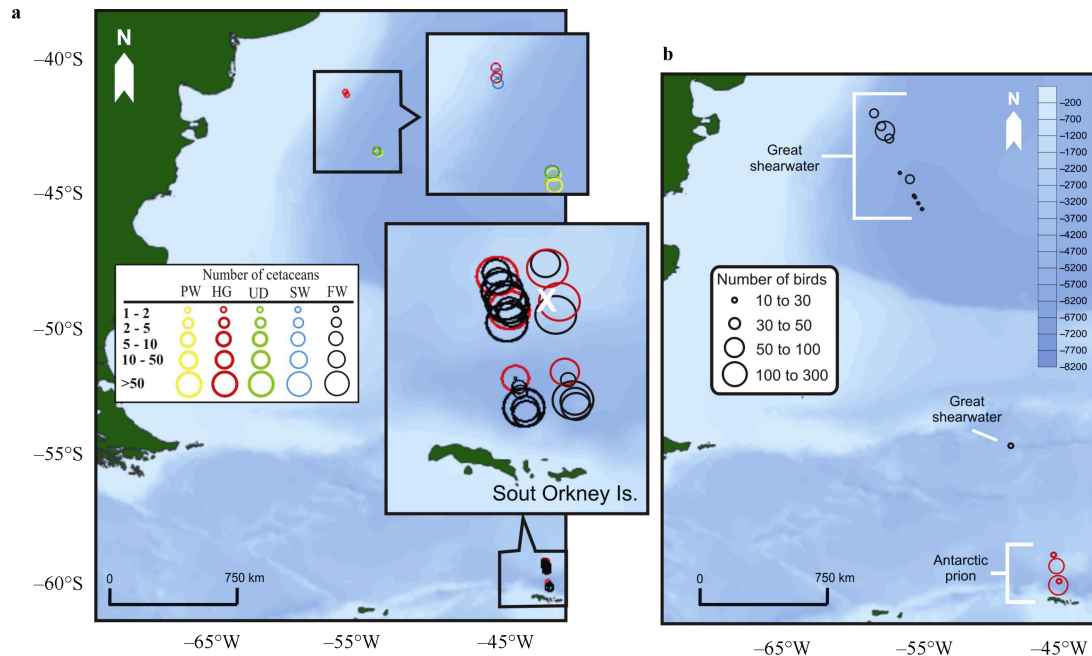 a
N
–40°S
–45°S
–50°S
–55°S
–60°S
Number of cetaceans
PW HG UD SW FW
1 - 2
2 - 5
5 - 10
10 - 50
>50
X
Sout Orkney Is.
0 750 km
–65°W –55°W –45°W
b
N
Great
shearwater
–200
–700
–1200
–1700
–2200
–2700
–3200
–3700
–4200
–4700
–5200
–5700
–6200
–6700
–7200
–7700
–8200
Number of birds
10 to 30
30 to 50
50 to 100
100 to 300
Great
shearwater
Antarctic
prion
0 750 km
–65°W –55°W –45°W